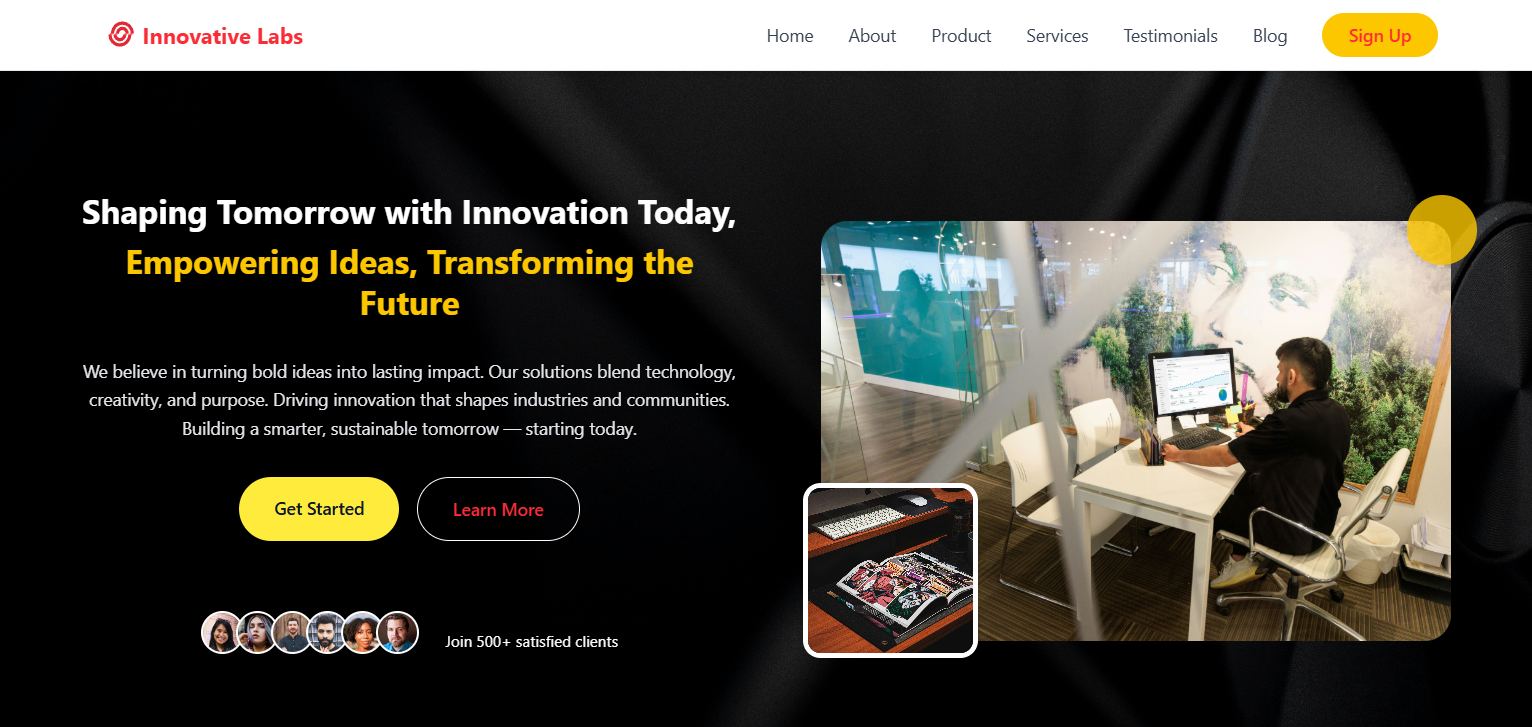 Innovative Labs
Home About Product Services Testimonials Blog Sign Up
Shaping Tomorrow with Innovation Today,
Empowering Ideas, Transforming the
Future
We believe in turning bold ideas into lasting impact. Our solutions blend technology,
creativity, and purpose. Driving innovation that shapes industries and communities.
Building a smarter, sustainable tomorrow — starting today.
Get Started Learn More
Join 500+ satisfied clients